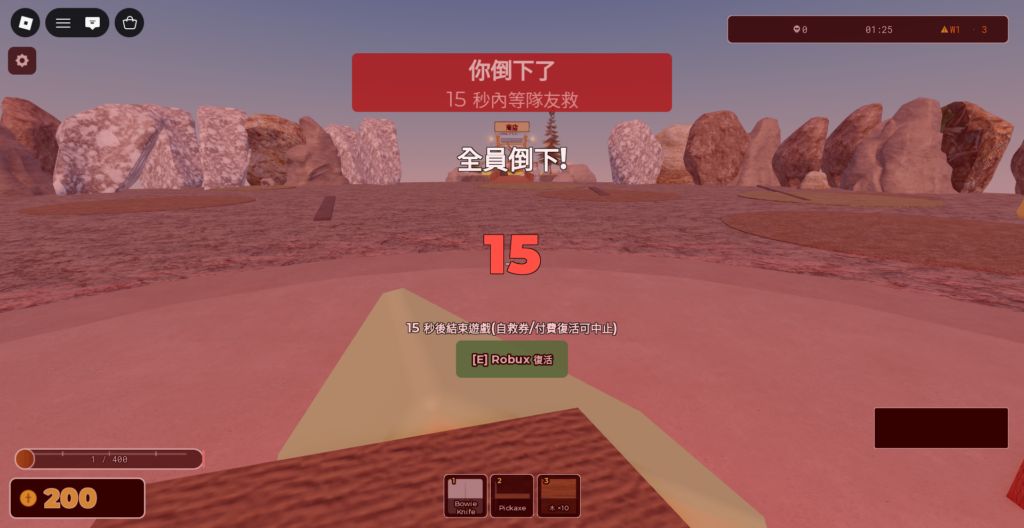 0
01:25
W1 · 3
你倒下了
15 秒內等隊友救
商店
全員倒下!
15
15 秒後結束遊戲(自救券/付費復活可中止)
[E] Robux 復活
1 / 400
200
1
Bowie
Knife
2
Pickaxe
3
木 ×10